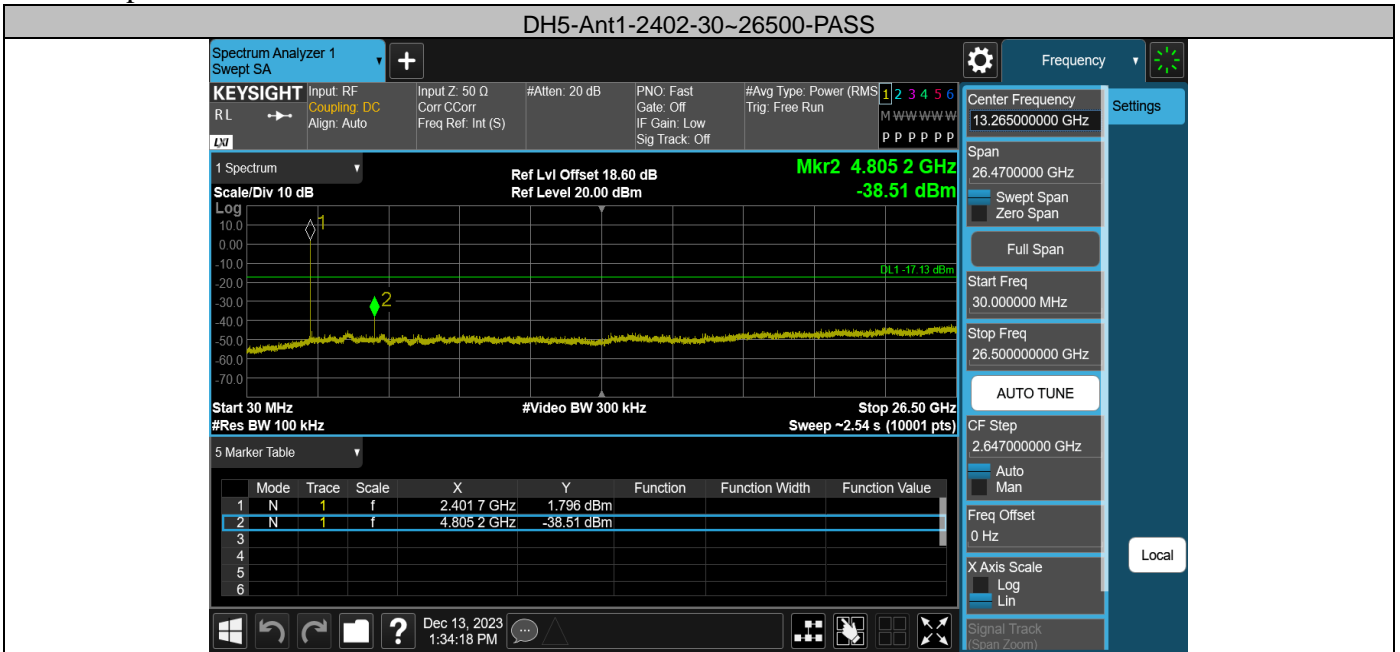 DH5-Ant1-2402-30~26500-PASS
Spectrum Analyzer 1
Swept SA
+
Frequency
KEYSIGHT
R L
LXI
Input: RF
Coupling: DC
Align: Auto
Input Z: 50 Ω
Corr CCorr
Freq Ref: Int (S)
#Atten: 20 dB
PNO: Fast
Gate: Off
IF Gain: Low
Sig Track: Off
#Avg Type: Power (RMS
Trig: Free Run
1 2 3 4 5 6
M W W W W W
P P P P P P
Center Frequency
13.265000000 GHz
Settings
1 Spectrum
Scale/Div 10 dB
Ref Lvl Offset 18.60 dB
Ref Level 20.00 dBm
Mkr2 4.805 2 GHz
-38.51 dBm
Log
10.0
0.00
-10.0
-20.0
-30.0
-40.0
-50.0
-60.0
-70.0
1
2
DL1 -17.13 dBm
Start 30 MHz
#Video BW 300 kHz
Stop 26.50 GHz
#Res BW 100 kHz
Sweep ~2.54 s (10001 pts)
Span
26.4700000 GHz
Swept Span
Zero Span
Full Span
Start Freq
30.000000 MHz
Stop Freq
26.500000000 GHz
AUTO TUNE
CF Step
2.647000000 GHz
Auto
Man
Freq Offset
0 Hz
X Axis Scale
Log
Lin
Signal Track
(Span Zoom)
Local
5 Marker Table
Mode Trace Scale X Y Function Function Width Function Value
1 N 1 f 2.401 7 GHz 1.796 dBm
2 N 1 f 4.805 2 GHz -38.51 dBm
3
4
5
6
?
Dec 13, 2023
1:34:18 PM